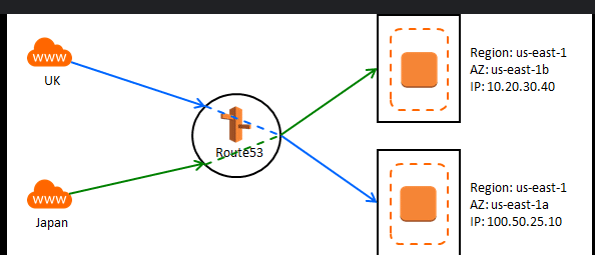 www
UK
Route53
www
Japan
Region: us-east-1
AZ: us-east-1b
IP: 10.20.30.40
Region: us-east-1
AZ: us-east-1a
IP: 100.50.25.10